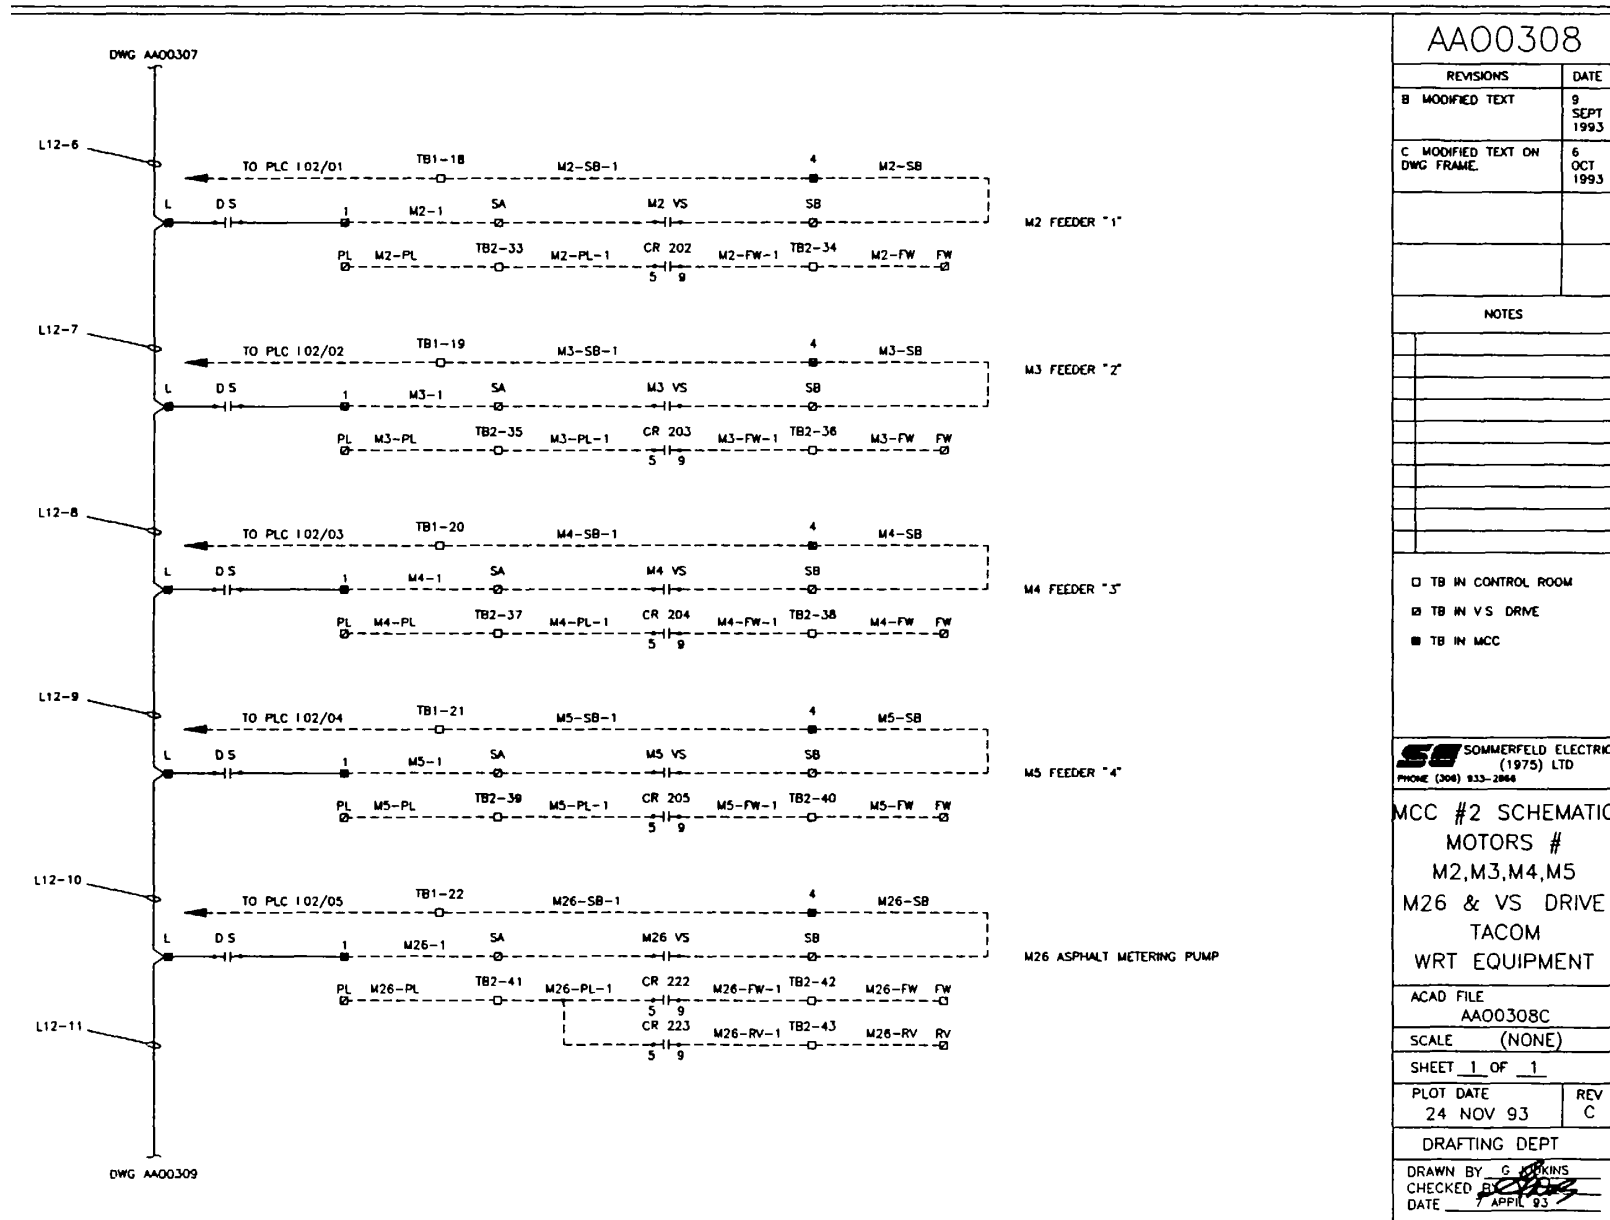 DWG AA00307
L12-6
TO PLC I 02/01 TB1-18 M2-SB-1 4 M2-SB
L D S 1 M2-1 SA M2 VS SB
M2 FEEDER "1"
PL M2-PL TB2-33 M2-PL-1 CR 202 M2-FW-1 TB2-34 M2-FW FW
5 9
L12-7
TO PLC I 02/02 TB1-19 M3-SB-1 4 M3-SB
M3 FEEDER "2"
L D S 1 M3-1 SA M3 VS SB
PL M3-PL TB2-35 M3-PL-1 CR 203 M3-FW-1 TB2-36 M3-FW FW
5 9
L12-8
TO PLC I 02/03 TB1-20 M4-SB-1 4 M4-SB
L D S 1 M4-1 SA M4 VS SB
M4 FEEDER "3"
PL M4-PL TB2-37 M4-PL-1 CR 204 M4-FW-1 TB2-38 M4-FW FW
5 9
L12-9
TO PLC I 02/04 TB1-21 M5-SB-1 4 M5-SB
L D S 1 M5-1 SA M5 VS SB
M5 FEEDER "4"
PL M5-PL TB2-39 M5-PL-1 CR 205 M5-FW-1 TB2-40 M5-FW FW
5 9
L12-10
TO PLC I 02/05 TB1-22 M26-SB-1 4 M26-SB
L D S 1 M26-1 SA M26 VS SB
M26 ASPHALT METERING PUMP
PL M26-PL TB2-41 M26-PL-1 CR 222 M26-FW-1 TB2-42 M26-FW FW
5 9
L12-11
CR 223 M26-RV-1 TB2-43 M26-RV RV
5 9
DWG AA00309
AA00308
REVISIONS DATE
B MODIFIED TEXT 9 SEPT 1993
C MODIFIED TEXT ON DWG FRAME. 6 OCT 1993
NOTES
TB IN CONTROL ROOM
TB IN V S DRIVE
TB IN MCC
SOMMERFELD ELECTRIC
(1975) LTD
PHONE (306) 933-2866
MCC #2 SCHEMATIC
MOTORS #
M2,M3,M4,M5
M26 & VS DRIVE
TACOM
WRT EQUIPMENT
ACAD FILE
AA00308C
SCALE (NONE)
SHEET 1 OF 1
PLOT DATE REV
24 NOV 93 C
DRAFTING DEPT
DRAWN BY G
CHECKED BY
DATE 7 APPIL 93